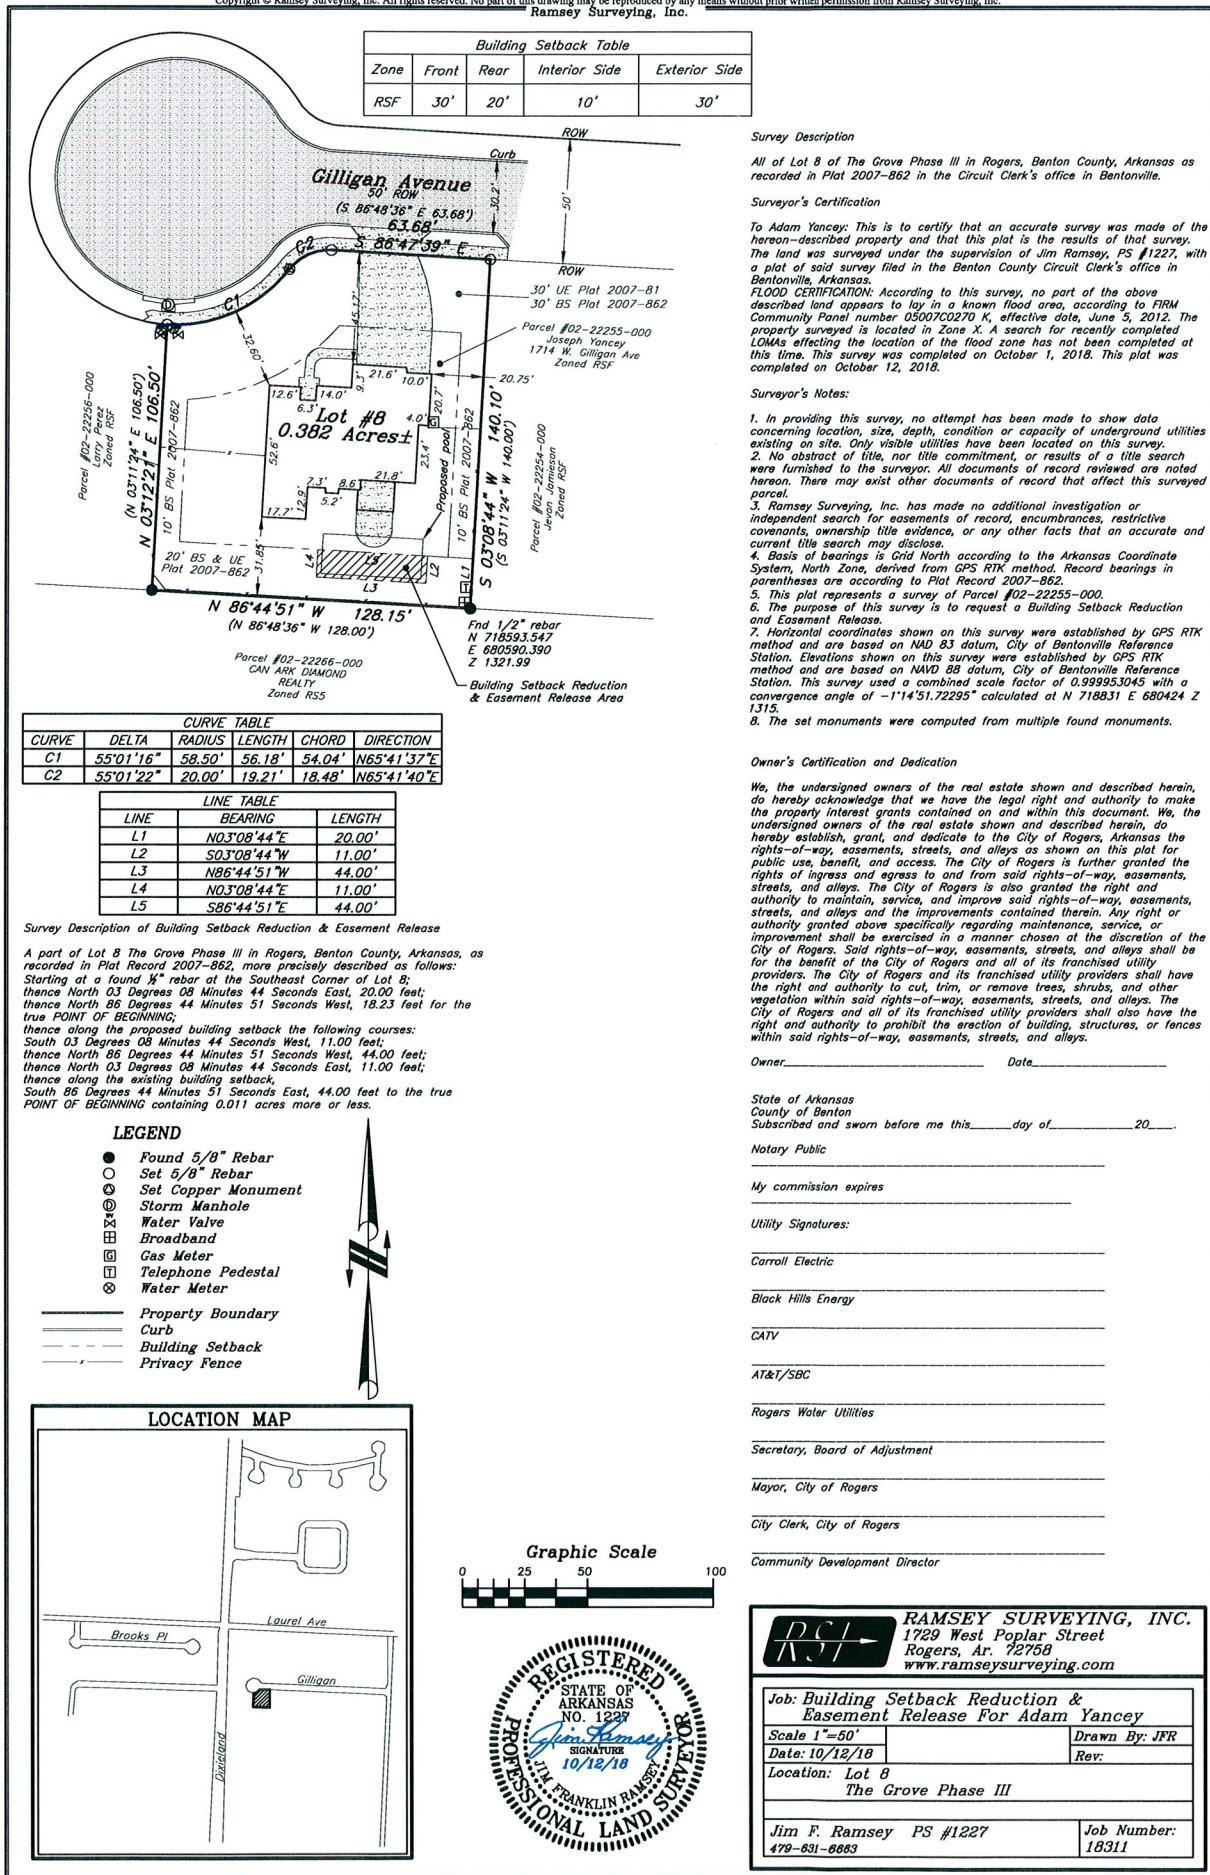 Copyright © Ramsey Surveying, Inc. All rights reserved. No part of this drawing may be reproduced by any means without prior written permission from Ramsey Surveying, Inc.
Ramsey Surveying, Inc.
Building Setback Table
Zone Front Rear Interior Side Exterior Side
RSF 30' 20' 10' 30'
ROW
Curb
Gilligan Avenue
50' ROW
(S 86°48'36" E 63.68')
63.68'
S 86°47'39" E
30.2'
50'
ROW
C2
C1
30' UE Plat 2007-81
30' BS Plat 2007-862
Parcel #02-22255-000
Joseph Yancey
1714 W. Gilligan Ave
Zoned RSF
45.17'
32.60'
21.6'
10.0'
20.75'
9.3'
12.6'
14.0'
6.3'
Lot #8
0.382 Acres±
4.0'
20.7'
G
23.4'
52.6'
7.3'
8.6'
21.8'
5.2'
12.9'
17.7'
31.85'
Proposed pool
10' BS Plat 2007-862
S 03°08'44" W 140.10'
(S 03°11'24" W 140.00')
Parcel #02-22254-000
Jevon Jamieson
Zoned RSF
Parcel #02-22256-000
Larry Perez
Zoned RSF
(N 03°11'24" E 106.50')
N 03°12'21" E 106.50'
10' BS Plat 2007-862
x
20' BS & UE
Plat 2007-862
L4
L5
L2
L3
L1
T
N 86°44'51" W 128.15'
(N 86°48'36" W 128.00')
Fnd 1/2" rebar
N 718593.547
E 680590.390
Z 1321.99
Parcel #02-22266-000
CAN ARK DIAMOND
REALTY
Zoned RS5
Building Setback Reduction
& Easement Release Area
CURVE TABLE
CURVE DELTA RADIUS LENGTH CHORD DIRECTION
C1 55°01'16" 58.50' 56.18' 54.04' N65°41'37"E
C2 55°01'22" 20.00' 19.21' 18.48' N65°41'40"E
LINE TABLE
LINE BEARING LENGTH
L1 N03°08'44"E 20.00'
L2 S03°08'44"W 11.00'
L3 N86°44'51"W 44.00'
L4 N03°08'44"E 11.00'
L5 S86°44'51"E 44.00'
Survey Description of Building Setback Reduction & Easement Release
A part of Lot 8 The Grove Phase III in Rogers, Benton County, Arkansas, as
recorded in Plat Record 2007-862, more precisely described as follows:
Starting at a found ½" rebar at the Southeast Corner of Lot 8;
thence North 03 Degrees 08 Minutes 44 Seconds East, 20.00 feet;
thence North 86 Degrees 44 Minutes 51 Seconds West, 18.23 feet for the
true POINT OF BEGINNING;
thence along the proposed building setback the following courses:
South 03 Degrees 08 Minutes 44 Seconds West, 11.00 feet;
thence North 86 Degrees 44 Minutes 51 Seconds West, 44.00 feet;
thence North 03 Degrees 08 Minutes 44 Seconds East, 11.00 feet;
thence along the existing building setback,
South 86 Degrees 44 Minutes 51 Seconds East, 44.00 feet to the true
POINT OF BEGINNING containing 0.011 acres more or less.
LEGEND
Found 5/8" Rebar
Set 5/8" Rebar
Set Copper Monument
D Storm Manhole
WV Water Valve
Broadband
G Gas Meter
T Telephone Pedestal
Water Meter
Property Boundary
Curb
Building Setback
x Privacy Fence
LOCATION MAP
Laurel Ave
Brooks Pl
Gilligan
Dixieland
Graphic Scale
0 25 50 100
REGISTERED
PROFESSIONAL LAND SURVEYOR
STATE OF
ARKANSAS
NO. 1227
Jim Ramsey
SIGNATURE
10/12/18
JIM FRANKLIN RAMSEY
Survey Description
All of Lot 8 of The Grove Phase III in Rogers, Benton County, Arkansas as
recorded in Plat 2007-862 in the Circuit Clerk's office in Bentonville.
Surveyor's Certification
To Adam Yancey: This is to certify that an accurate survey was made of the
hereon-described property and that this plat is the results of that survey.
The land was surveyed under the supervision of Jim Ramsey, PS #1227, with
a plat of said survey filed in the Benton County Circuit Clerk's office in
Bentonville, Arkansas.
FLOOD CERTIFICATION: According to this survey, no part of the above
described land appears to lay in a known flood area, according to FIRM
Community Panel number 05007C0270 K, effective date, June 5, 2012. The
property surveyed is located in Zone X. A search for recently completed
LOMAs effecting the location of the flood zone has not been completed at
this time. This survey was completed on October 1, 2018. This plat was
completed on October 12, 2018.
Surveyor's Notes:
1. In providing this survey, no attempt has been made to show data
concerning location, size, depth, condition or capacity of underground utilities
existing on site. Only visible utilities have been located on this survey.
2. No abstract of title, nor title commitment, or results of a title search
were furnished to the surveyor. All documents of record reviewed are noted
hereon. There may exist other documents of record that affect this surveyed
parcel.
3. Ramsey Surveying, Inc. has made no additional investigation or
independent search for easements of record, encumbrances, restrictive
covenants, ownership title evidence, or any other facts that an accurate and
current title search may disclose.
4. Basis of bearings is Grid North according to the Arkansas Coordinate
System, North Zone, derived from GPS RTK method. Record bearings in
parentheses are according to Plat Record 2007-862.
5. This plat represents a survey of Parcel #02-22255-000.
6. The purpose of this survey is to request a Building Setback Reduction
and Easement Release.
7. Horizontal coordinates shown on this survey were established by GPS RTK
method and are based on NAD 83 datum, City of Bentonville Reference
Station. Elevations shown on this survey were established by GPS RTK
method and are based on NAVD 88 datum, City of Bentonville Reference
Station. This survey used a combined scale factor of 0.999953045 with a
convergence angle of -1°14'51.72295" calculated at N 718831 E 680424 Z
1315.
8. The set monuments were computed from multiple found monuments.
Owner's Certification and Dedication
We, the undersigned owners of the real estate shown and described herein,
do hereby acknowledge that we have the legal right and authority to make
the property interest grants contained on and within this document. We, the
undersigned owners of the real estate shown and described herein, do
hereby establish, grant, and dedicate to the City of Rogers, Arkansas the
rights-of-way, easements, streets, and alleys as shown on this plat for
public use, benefit, and access. The City of Rogers is further granted the
rights of ingress and egress to and from said rights-of-way, easements,
streets, and alleys. The City of Rogers is also granted the right and
authority to maintain, service, and improve said rights-of-way, easements,
streets, and alleys and the improvements contained therein. Any right or
authority granted above specifically regarding maintenance, service, or
improvement shall be exercised in a manner chosen at the discretion of the
City of Rogers. Said rights-of-way, easements, streets, and alleys shall be
for the benefit of the City of Rogers and all of its franchised utility
providers. The City of Rogers and its franchised utility providers shall have
the right and authority to cut, trim, or remove trees, shrubs, and other
vegetation within said rights-of-way, easements, streets, and alleys. The
City of Rogers and all of its franchised utility providers shall also have the
right and authority to prohibit the erection of building, structures, or fences
within said rights-of-way, easements, streets, and alleys.
Owner Date
State of Arkansas
County of Benton
Subscribed and sworn before me this day of 20 .
Notary Public
My commission expires
Utility Signatures:
Carroll Electric
Black Hills Energy
CATV
AT&T/SBC
Rogers Water Utilities
Secretary, Board of Adjustment
Mayor, City of Rogers
City Clerk, City of Rogers
Community Development Director
RSI
RAMSEY SURVEYING, INC.
1729 West Poplar Street
Rogers, Ar. 72758
www.ramseysurveying.com
Job: Building Setback Reduction &
Easement Release For Adam Yancey
Scale 1"=50' Drawn By: JFR
Date: 10/12/18 Rev:
Location: Lot 8
The Grove Phase III
Jim F. Ramsey PS #1227
479-631-6663
Job Number:
18311